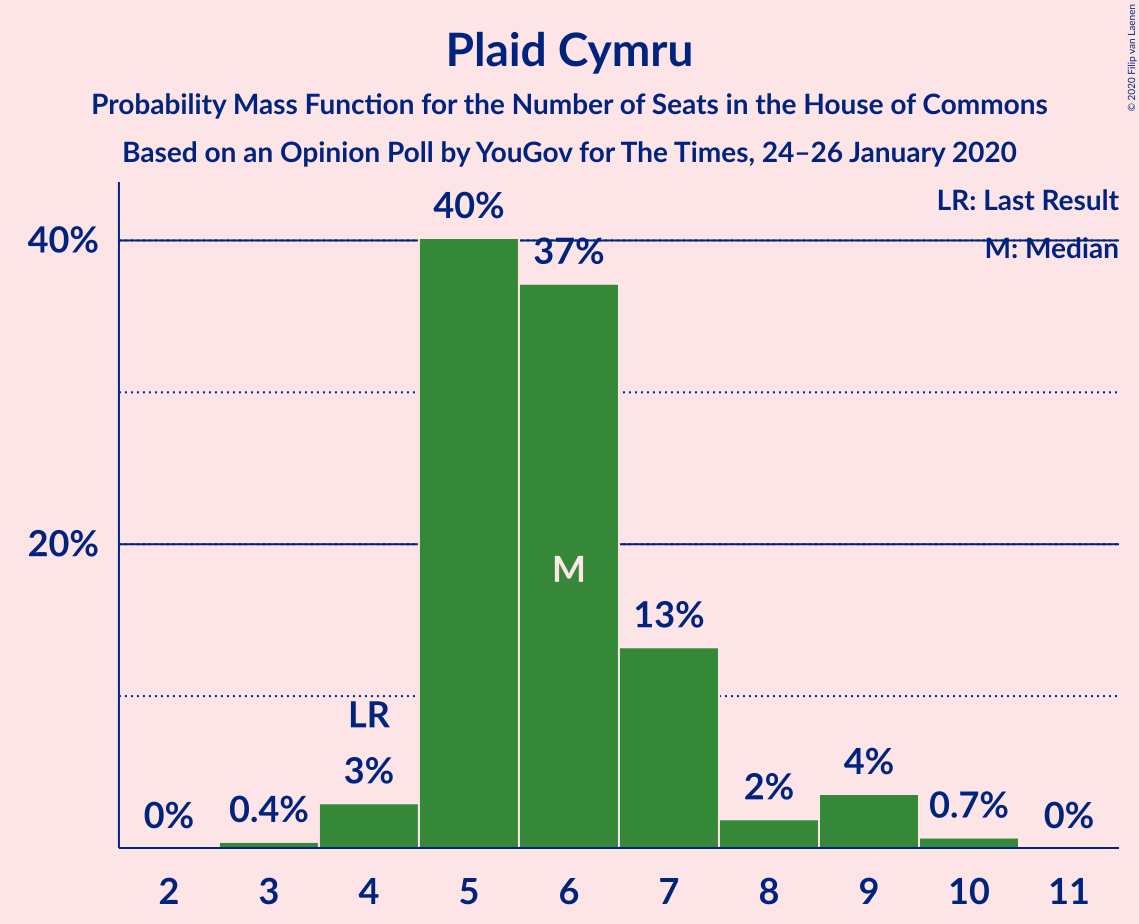 Plaid Cymru
Probability Mass Function for the Number of Seats in the House of Commons
Based on an Opinion Poll by YouGov for The Times, 24–26 January 2020
© 2020 Filip van Laenen
LR: Last Result
M: Median
40%
20%
0%
0.4%
3%
LR
40%
37%
M
13%
2%
4%
0.7%
0%
2 3 4 5 6 7 8 9 10 11